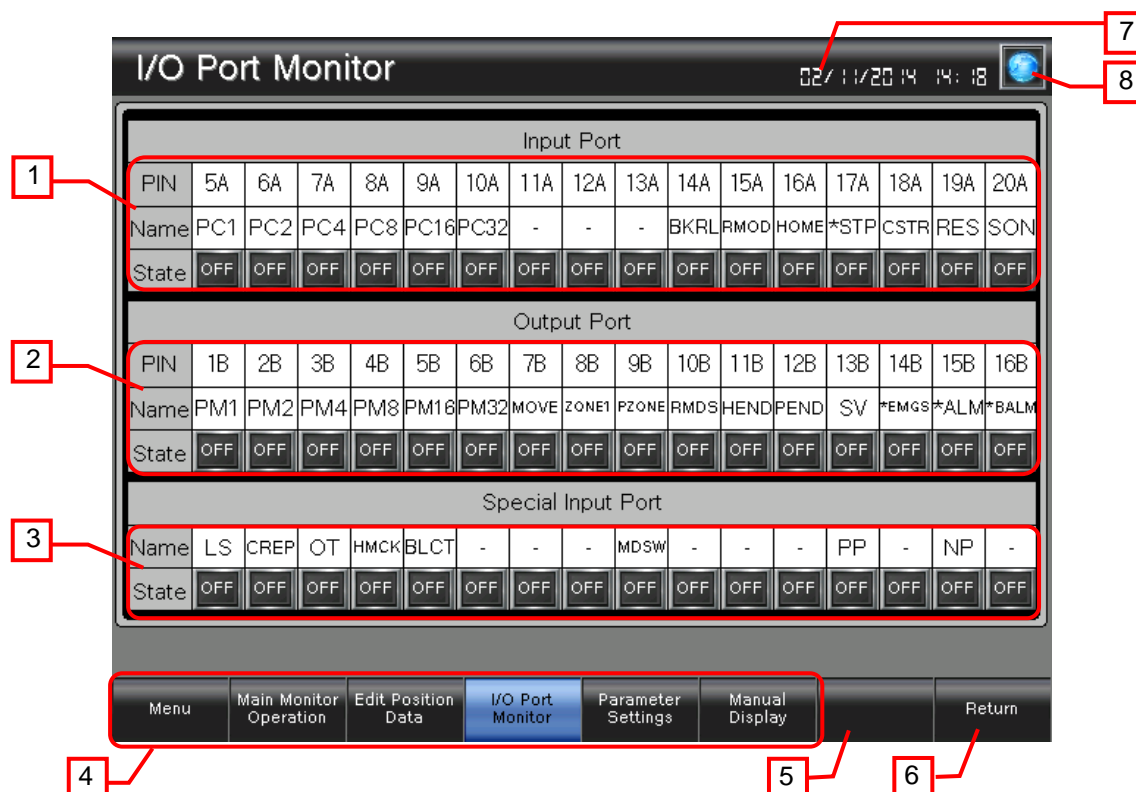 7
I/O Port Monitor 02/11/2014 14:18
8
Input Port
1
PIN 5A 6A 7A 8A 9A 10A 11A 12A 13A 14A 15A 16A 17A 18A 19A 20A
Name PC1 PC2 PC4 PC8 PC16 PC32 - - - BKRL RMOD HOME *STP CSTR RES SON
State OFF OFF OFF OFF OFF OFF OFF OFF OFF OFF OFF OFF OFF OFF OFF OFF
Output Port
2
PIN 1B 2B 3B 4B 5B 6B 7B 8B 9B 10B 11B 12B 13B 14B 15B 16B
Name PM1 PM2 PM4 PM8 PM16 PM32 MOVE ZONE1 PZONE RMDS HEND PEND SV *EMGS *ALM *BALM
State OFF OFF OFF OFF OFF OFF OFF OFF OFF OFF OFF OFF OFF OFF OFF OFF
Special Input Port
3
Name LS CREP OT HMCK BLCT - - - MDSW - - - PP - NP -
State OFF OFF OFF OFF OFF OFF OFF OFF OFF OFF OFF OFF OFF OFF OFF OFF
Menu
Main Monitor
Operation
Edit Position
Data
I/O Port
Monitor
Parameter
Settings
Manual
Display
Return
4
5
6